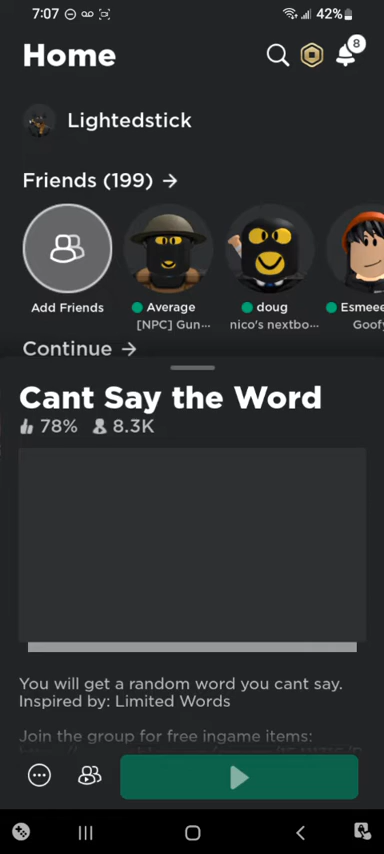 7:07
42%
Home
8
Lightedstick
Friends (199) →
Add Friends
Average
[NPC] Gun...
doug
nico's nextbo...
Esmee
Goofy
Continue →
Cant Say the Word
78% 8.3K
You will get a random word you cant say.
Inspired by: Limited Words
Join the group for free ingame items: